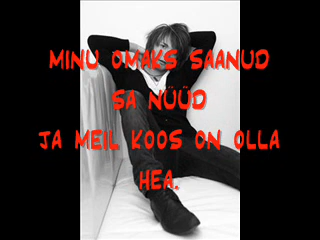 MINU OMAKS SAANUD
SA NÜÜD
JA MEIL KOOS ON OLLA
HEA.